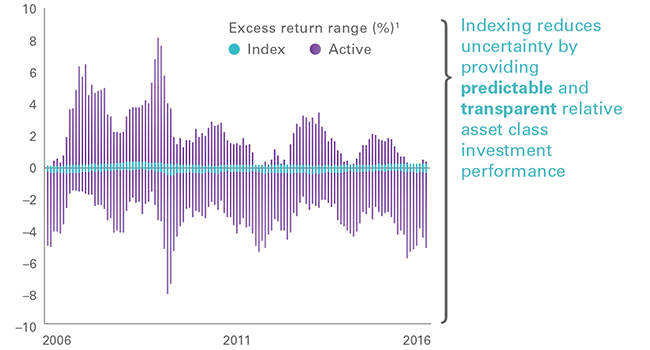 10
8
6
4
2
0
–2
–4
–6
–8
–10
2006
2011
2016
Excess return range (%)¹
Index
Active
Indexing reduces
uncertainty by
providing
predictable and
transparent relative
asset class
investment
performance